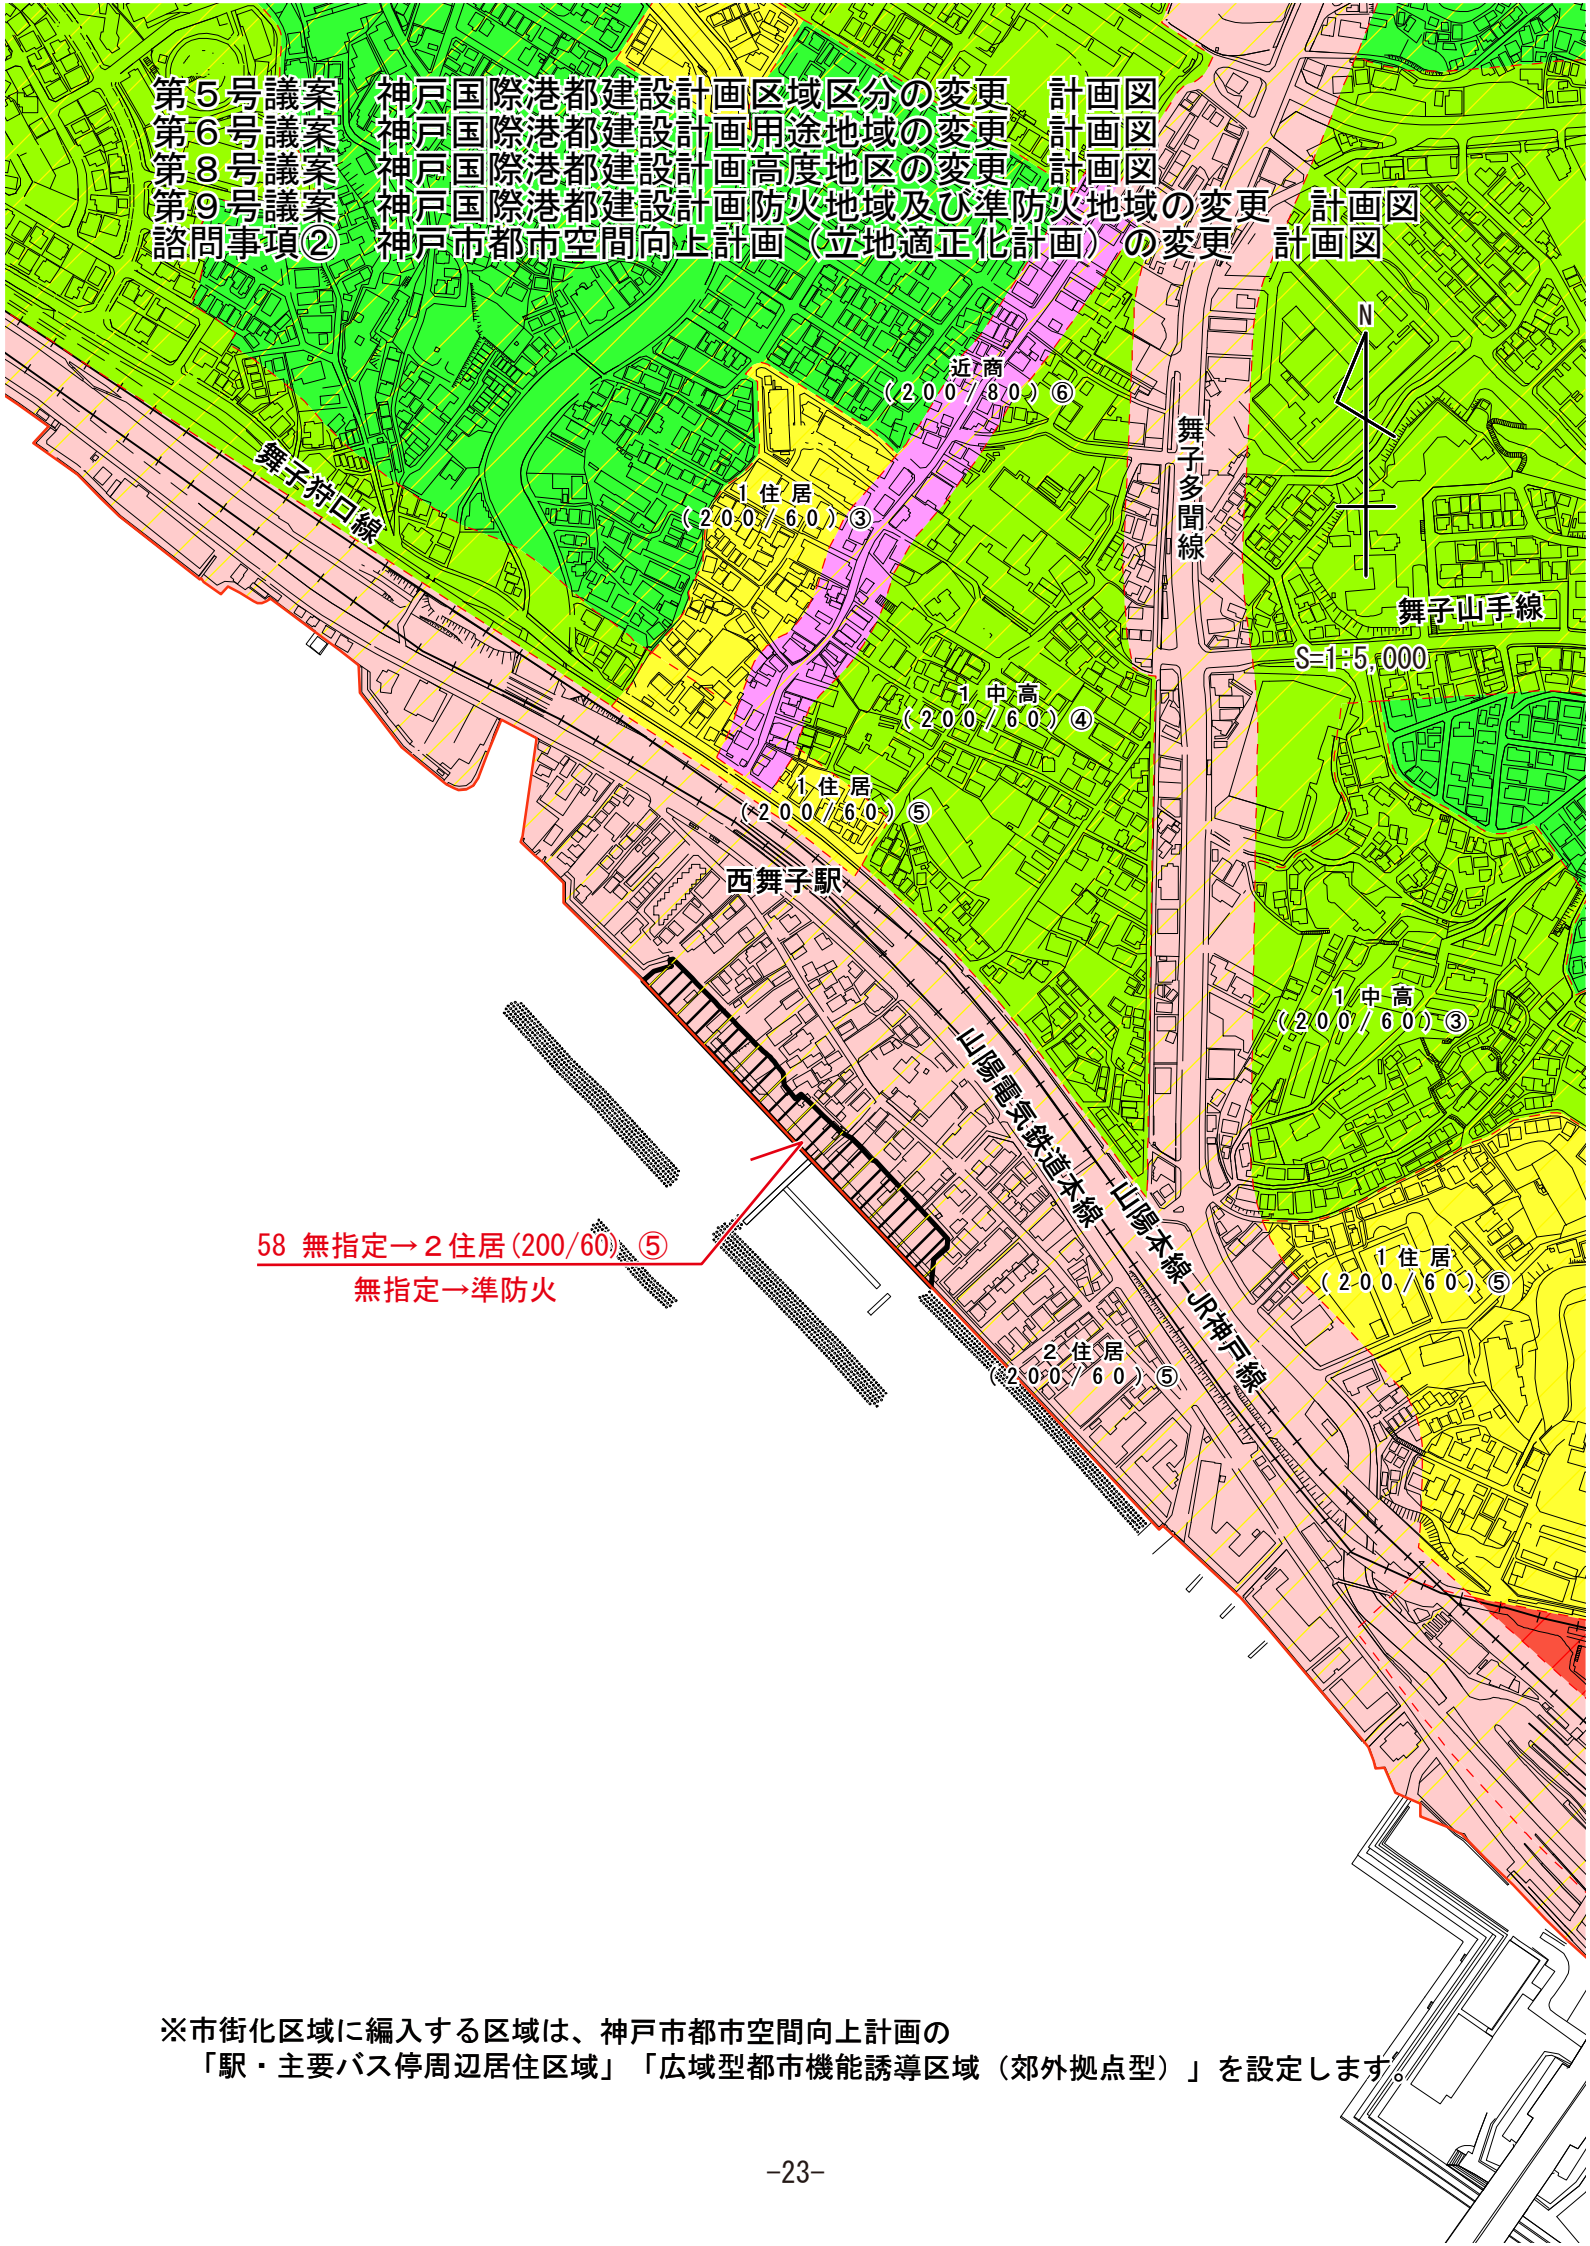 第５号議案　神戸国際港都建設計画区域区分の変更　計画図
第６号議案　神戸国際港都建設計画用途地域の変更　計画図
第８号議案　神戸国際港都建設計画高度地区の変更　計画図
第９号議案　神戸国際港都建設計画防火地域及び準防火地域の変更　計画図
諮問事項②　神戸市都市空間向上計画（立地適正化計画）の変更　計画図
N
近商
(200/80)⑥
舞子多聞線
舞子狩口線
1住居
(200/60)③
舞子山手線
S=1:5,000
1中高
(200/60)④
1住居
(200/60)⑤
西舞子駅
1中高
(200/60)③
山陽電気鉄道本線
山陽本線-JR神戸線
58 無指定→２住居(200/60) ⑤
無指定→準防火
1住居
(200/60)⑤
２住居
(200/60)⑤
※市街化区域に編入する区域は、神戸市都市空間向上計画の
「駅・主要バス停周辺居住区域」「広域型都市機能誘導区域（郊外拠点型）」を設定します。
-23-